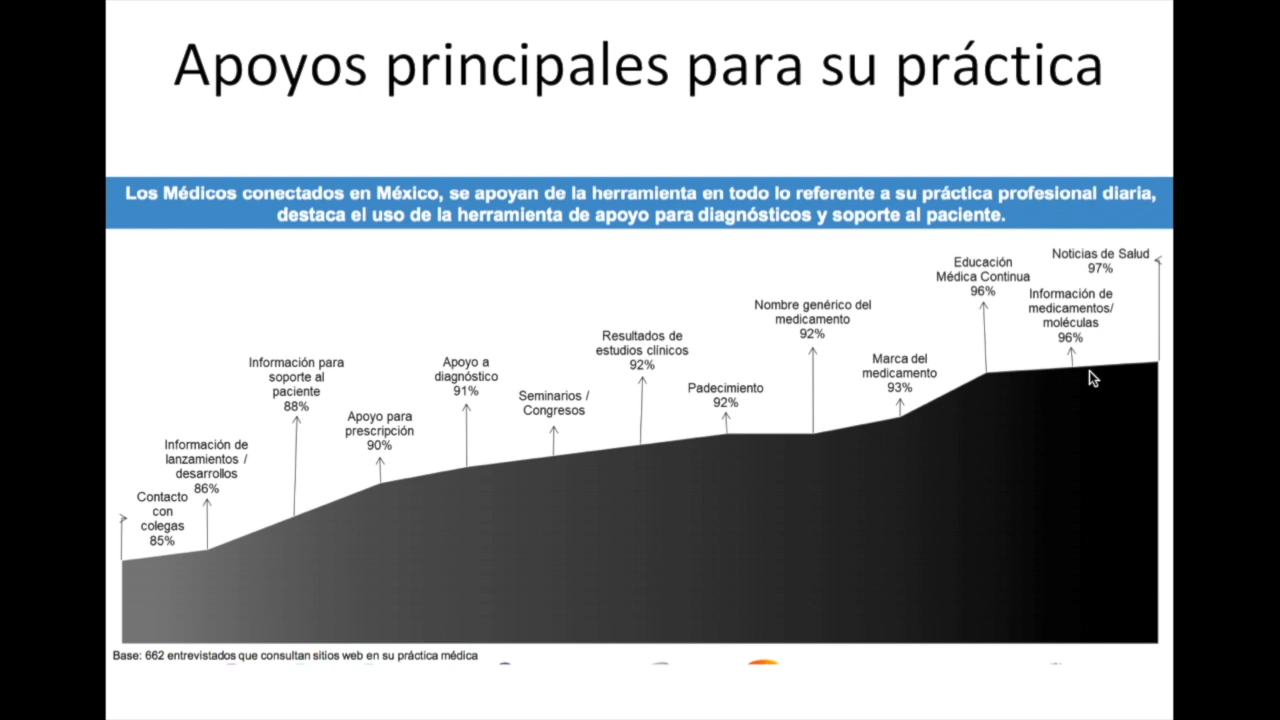 Apoyos principales para su práctica
Los Médicos conectados en México, se apoyan de la herramienta en todo lo referente a su práctica profesional diaria,
destaca el uso de la herramienta de apoyo para diagnósticos y soporte al paciente.
Contacto
con
colegas
85%
Información de
lanzamientos /
desarrollos
86%
Información para
soporte al
paciente
88%
Apoyo para
prescripción
90%
Apoyo a
diagnóstico
91%
Seminarios /
Congresos
Resultados de
estudios clínicos
92%
Padecimiento
92%
Nombre genérico del
medicamento
92%
Marca del
medicamento
93%
Educación
Médica Continua
96%
Información de
medicamentos/
moléculas
96%
Noticias de Salud
97%
Base: 662 entrevistados que consultan sitios web en su práctica médica